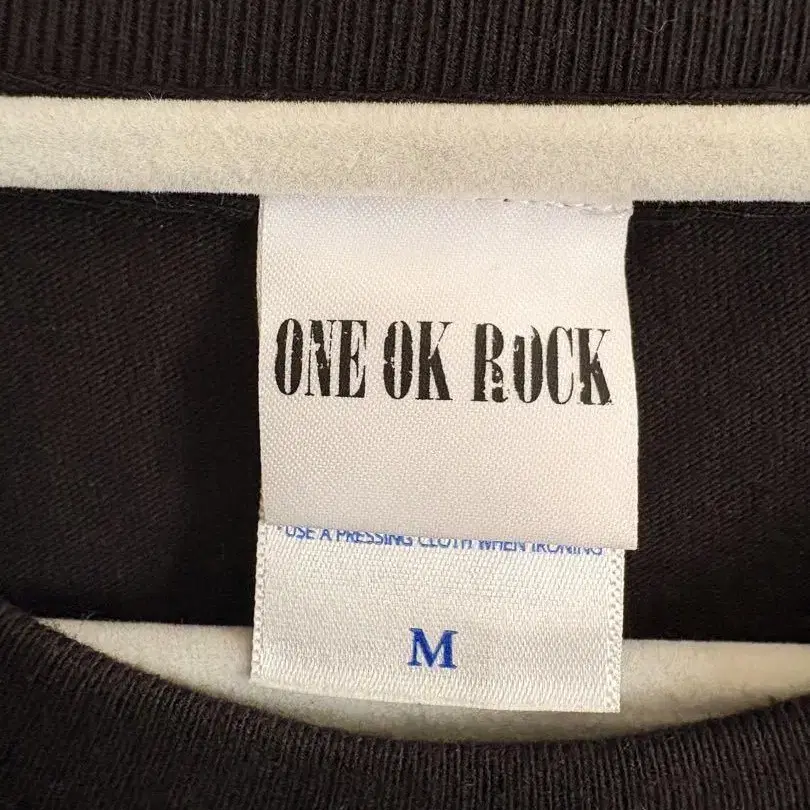 ONE OK ROCK
· USE A PRESSING CLOTH WHEN IRONING
M